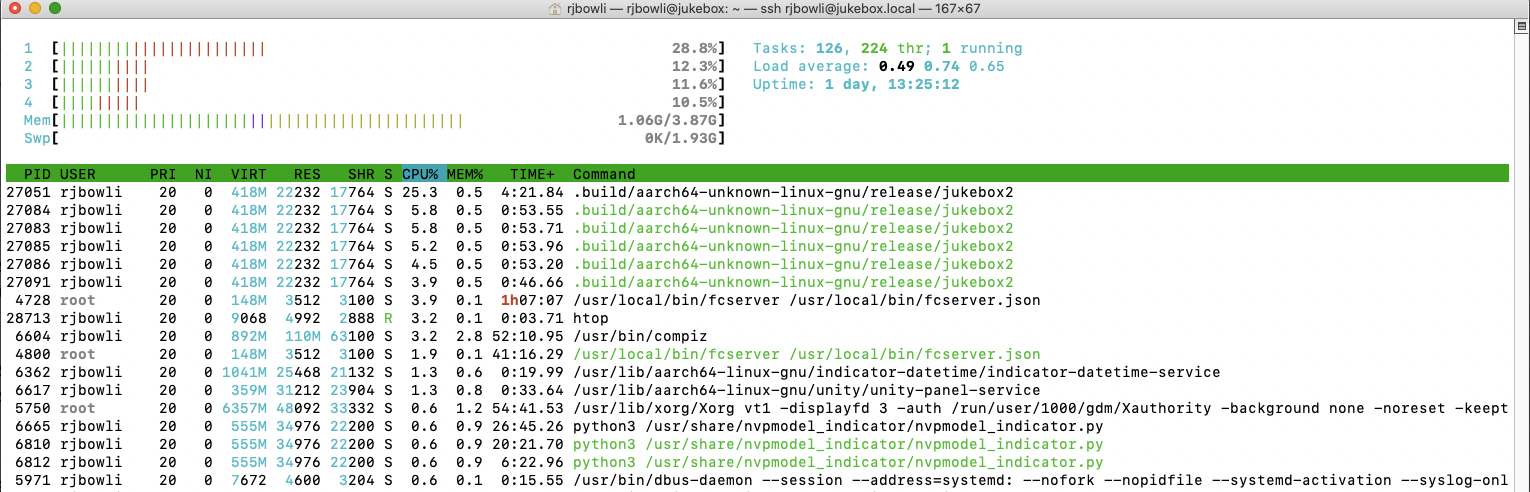 rjbowli — rjbowli@jukebox: ~ — ssh rjbowli@jukebox.local — 167×67
1 [||||||||||||||||||||||| 28.8%] Tasks: 126, 224 thr; 1 running
2 [|||||||||| 12.3%] Load average: 0.49 0.74 0.65
3 [|||||||||| 11.6%] Uptime: 1 day, 13:25:12
4 [||||||||| 10.5%]
Mem[||||||||||||||||||||||||||||||||||||||||||||| 1.06G/3.87G]
Swp[ 0K/1.93G]
PID USER PRI NI VIRT RES SHR S CPU% MEM% TIME+ Command
27051 rjbowli 20 0 418M 22232 17764 S 25.3 0.5 4:21.84 .build/aarch64-unknown-linux-gnu/release/jukebox2
27084 rjbowli 20 0 418M 22232 17764 S 5.8 0.5 0:53.55 .build/aarch64-unknown-linux-gnu/release/jukebox2
27083 rjbowli 20 0 418M 22232 17764 S 5.8 0.5 0:53.71 .build/aarch64-unknown-linux-gnu/release/jukebox2
27085 rjbowli 20 0 418M 22232 17764 S 5.2 0.5 0:53.96 .build/aarch64-unknown-linux-gnu/release/jukebox2
27086 rjbowli 20 0 418M 22232 17764 S 4.5 0.5 0:53.20 .build/aarch64-unknown-linux-gnu/release/jukebox2
27091 rjbowli 20 0 418M 22232 17764 S 3.9 0.5 0:46.66 .build/aarch64-unknown-linux-gnu/release/jukebox2
4728 root 20 0 148M 3512 3100 S 3.9 0.1 1h07:07 /usr/local/bin/fcserver /usr/local/bin/fcserver.json
28713 rjbowli 20 0 9068 4992 2888 R 3.2 0.1 0:03.71 htop
6604 rjbowli 20 0 892M 110M 63100 S 3.2 2.8 52:10.95 /usr/bin/compiz
4800 root 20 0 148M 3512 3100 S 1.9 0.1 41:16.29 /usr/local/bin/fcserver /usr/local/bin/fcserver.json
6362 rjbowli 20 0 1041M 25468 21132 S 1.3 0.6 0:19.99 /usr/lib/aarch64-linux-gnu/indicator-datetime/indicator-datetime-service
6617 rjbowli 20 0 359M 31212 23904 S 1.3 0.8 0:33.64 /usr/lib/aarch64-linux-gnu/unity/unity-panel-service
5750 root 20 0 6357M 48092 33332 S 0.6 1.2 54:41.53 /usr/lib/xorg/Xorg vt1 -displayfd 3 -auth /run/user/1000/gdm/Xauthority -background none -noreset -keept
6665 rjbowli 20 0 555M 34976 22200 S 0.6 0.9 26:45.26 python3 /usr/share/nvpmodel_indicator/nvpmodel_indicator.py
6810 rjbowli 20 0 555M 34976 22200 S 0.6 0.9 20:21.70 python3 /usr/share/nvpmodel_indicator/nvpmodel_indicator.py
6812 rjbowli 20 0 555M 34976 22200 S 0.6 0.9 6:22.96 python3 /usr/share/nvpmodel_indicator/nvpmodel_indicator.py
5971 rjbowli 20 0 7672 4600 3204 S 0.6 0.1 0:15.55 /usr/bin/dbus-daemon --session --address=systemd: --nofork --nopidfile --systemd-activation --syslog-onl